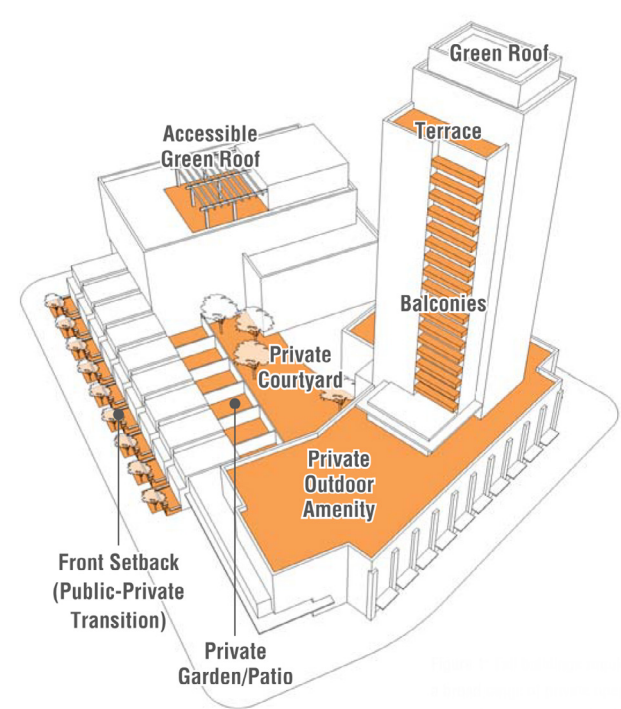 Green Roof
Accessible
Green Roof
Terrace
Balconies
Private
Courtyard
Private
Outdoor
Amenity
Front Setback
(Public-Private
Transition)
Private
Garden/Patio